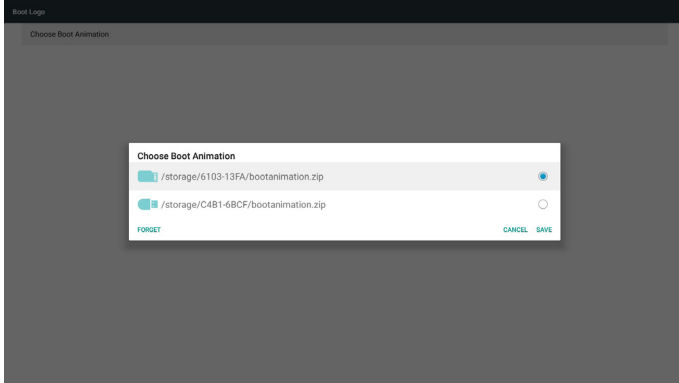 Boot Logo
Choose Boot Animation
Choose Boot Animation
/storage/6103-13FA/bootanimation.zip
/storage/C4B1-6BCF/bootanimation.zip
FORGET CANCEL SAVE